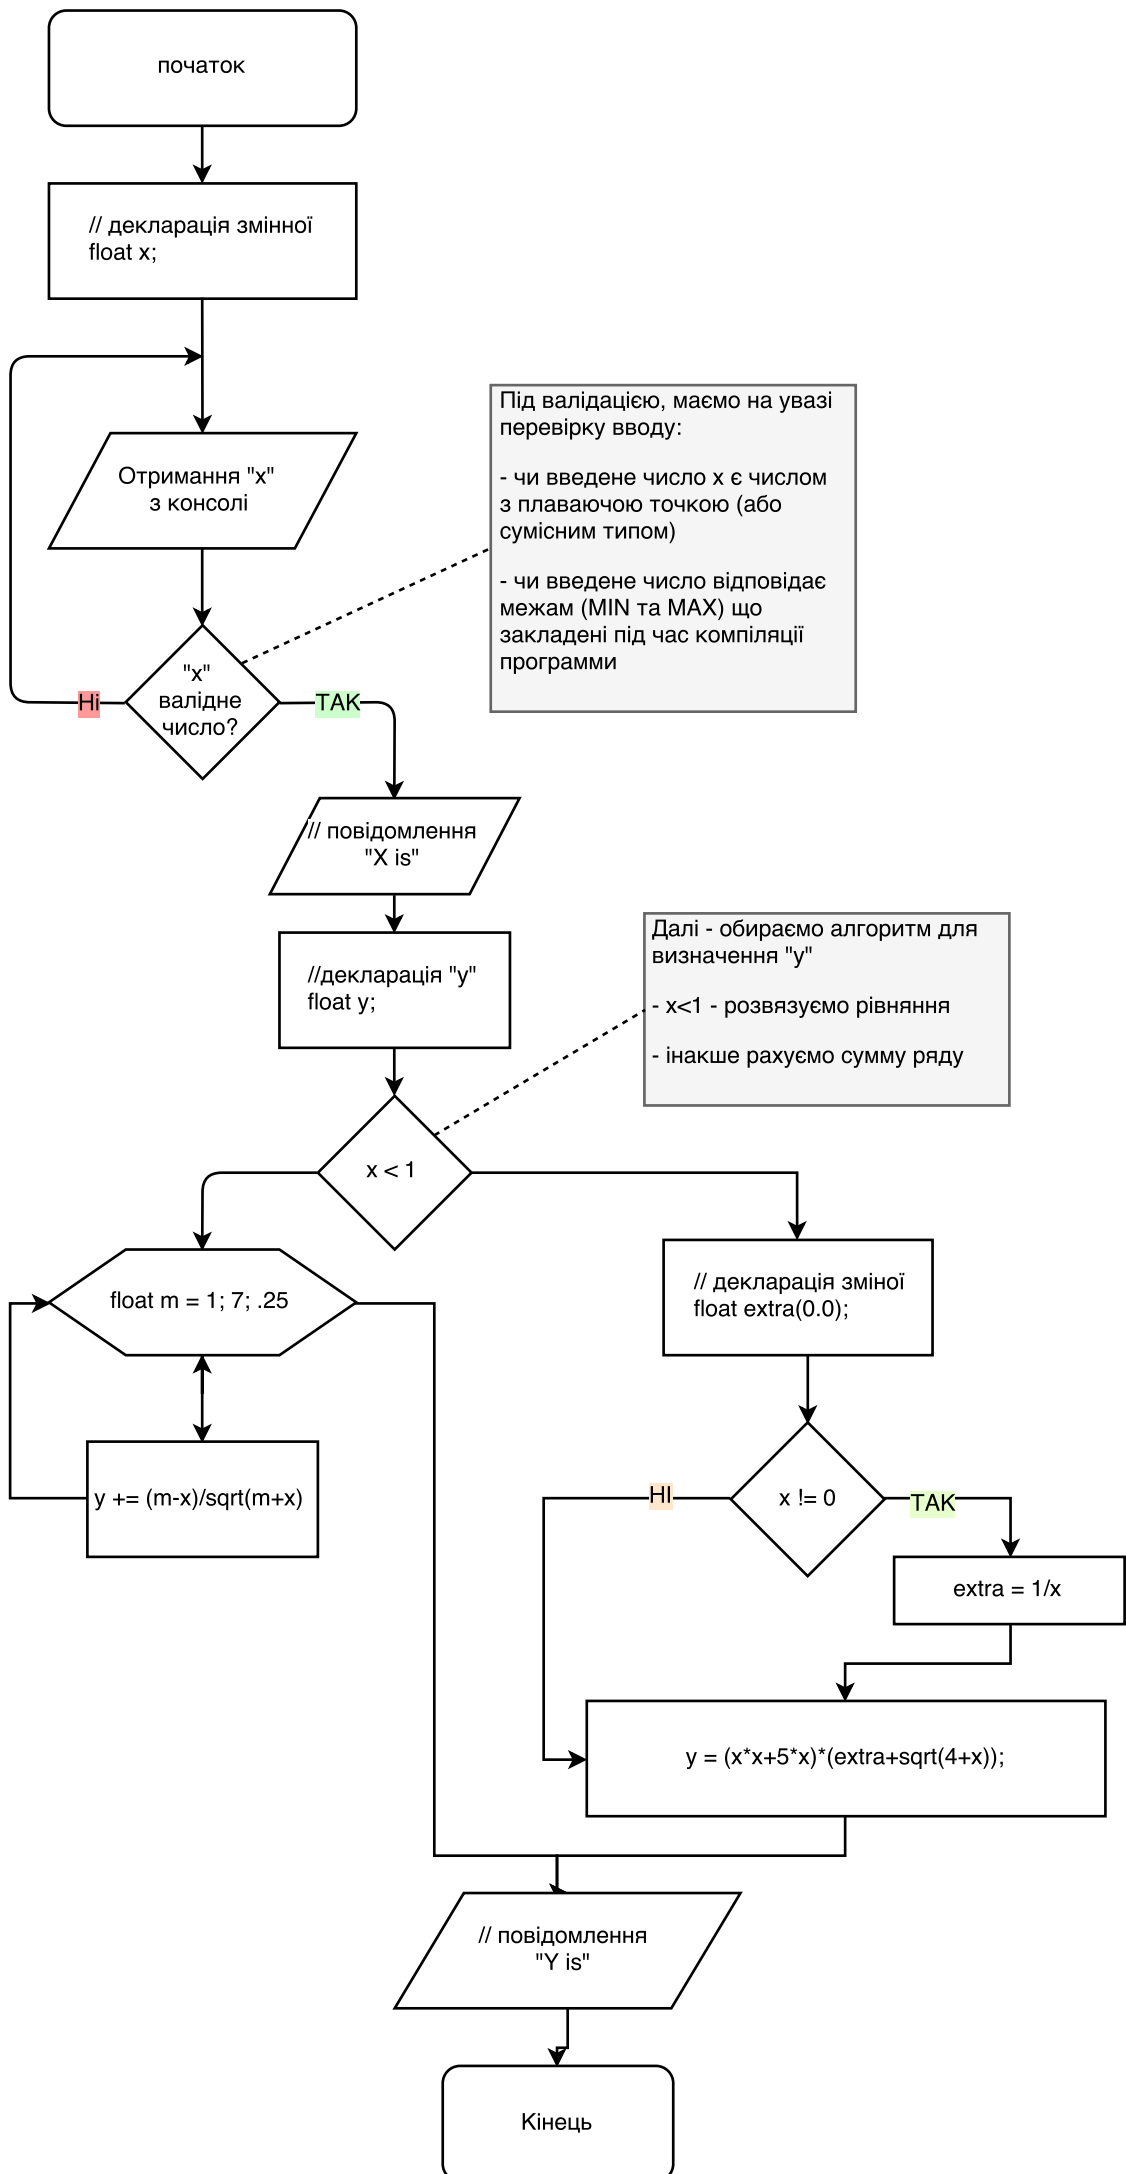 початок
// декларація змінної
float x;
Отримання "x"
з консолі
Під валідацією, маємо на увазі
перевірку вводу:
- чи введене число х є числом
з плаваючою точкою (або
сумісним типом)
- чи введене число відповідає
межам (MIN та MAX) що
закладені під час компіляції
программи
"x"
валідне
число?
Ні
ТАК
// повідомлення
"X is"
//декларація "y"
float y;
Далі - обираємо алгоритм для
визначення "y"
- x<1 - розвязуємо рівняння
- інакше рахуємо сумму ряду
x < 1
float m = 1; 7; .25
y += (m-x)/sqrt(m+x)
// декларація зміної
float extra(0.0);
x != 0
НІ
ТАК
extra = 1/x
y = (x*x+5*x)*(extra+sqrt(4+x));
// повідомлення
"Y is"
Кінець